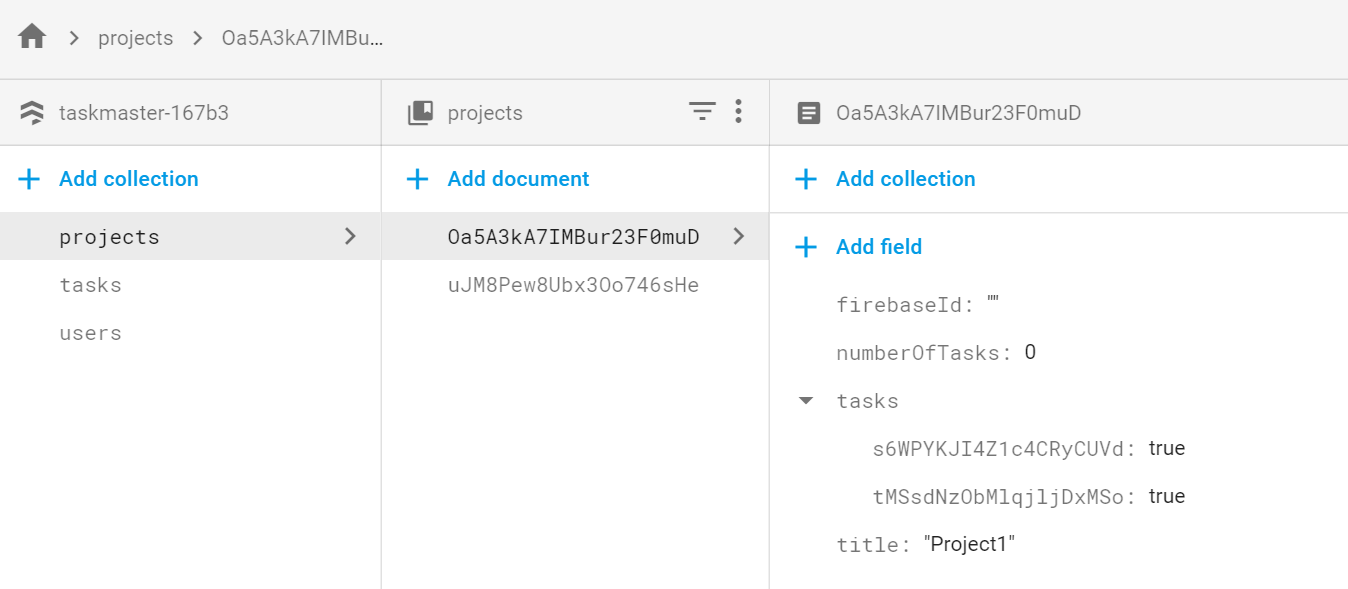 projects Oa5A3kA7IMBu...
taskmaster-167b3
projects
Oa5A3kA7IMBur23F0muD
Add collection
Add document
Add collection
projects
tasks
users
Oa5A3kA7IMBur23F0muD
uJM8Pew8Ubx3Oo746sHe
Add field
firebaseId: ""
numberOfTasks: 0
tasks
s6WPYKJI4Z1c4CRyCUVd: true
tMSsdNzObMlqjljDxMSo: true
title: "Project1"